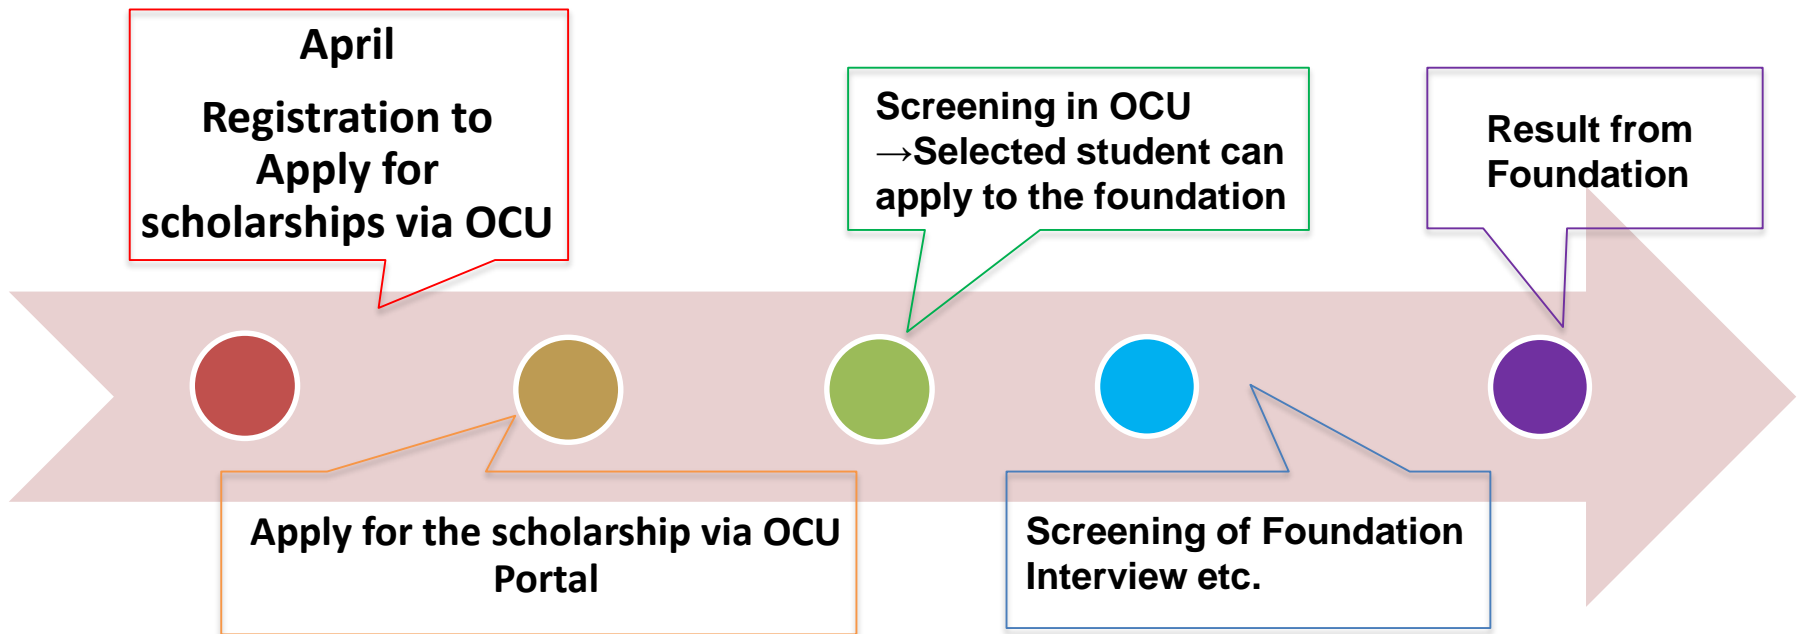 April
Registration to
Apply for
scholarships via OCU
Apply for the scholarship via OCU
Portal
Screening in OCU
→Selected student can
apply to the foundation
Screening of Foundation
Interview etc.
Result from
Foundation